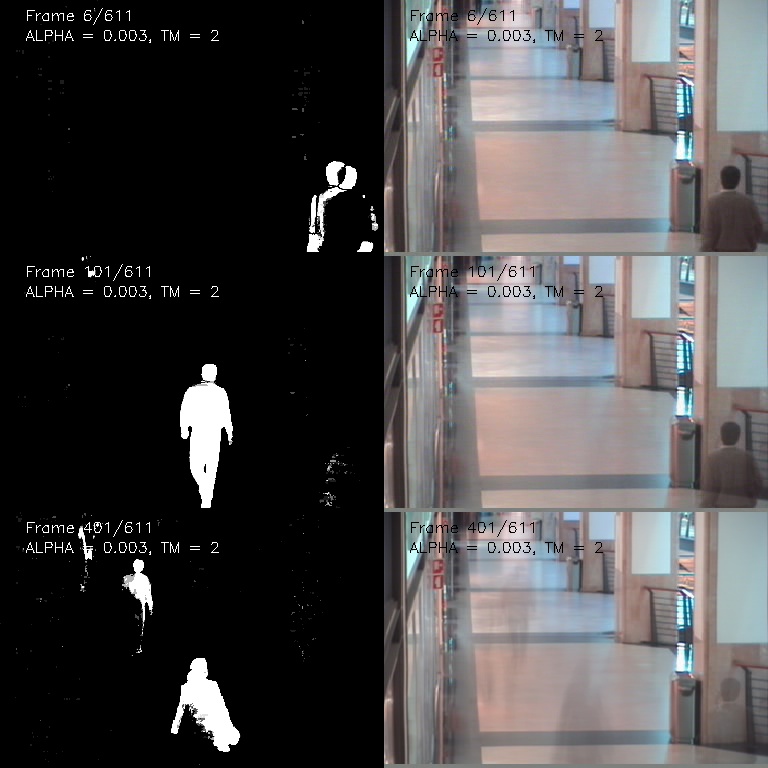 Frame 6/611
ALPHA = 0.003, TM = 2
Frame 6/611
ALPHA = 0.003, TM = 2
Frame 101/611
ALPHA = 0.003, TM = 2
Frame 101/611
ALPHA = 0.003, TM = 2
Frame 401/611
ALPHA = 0.003, TM = 2
Frame 401/611
ALPHA = 0.003, TM = 2